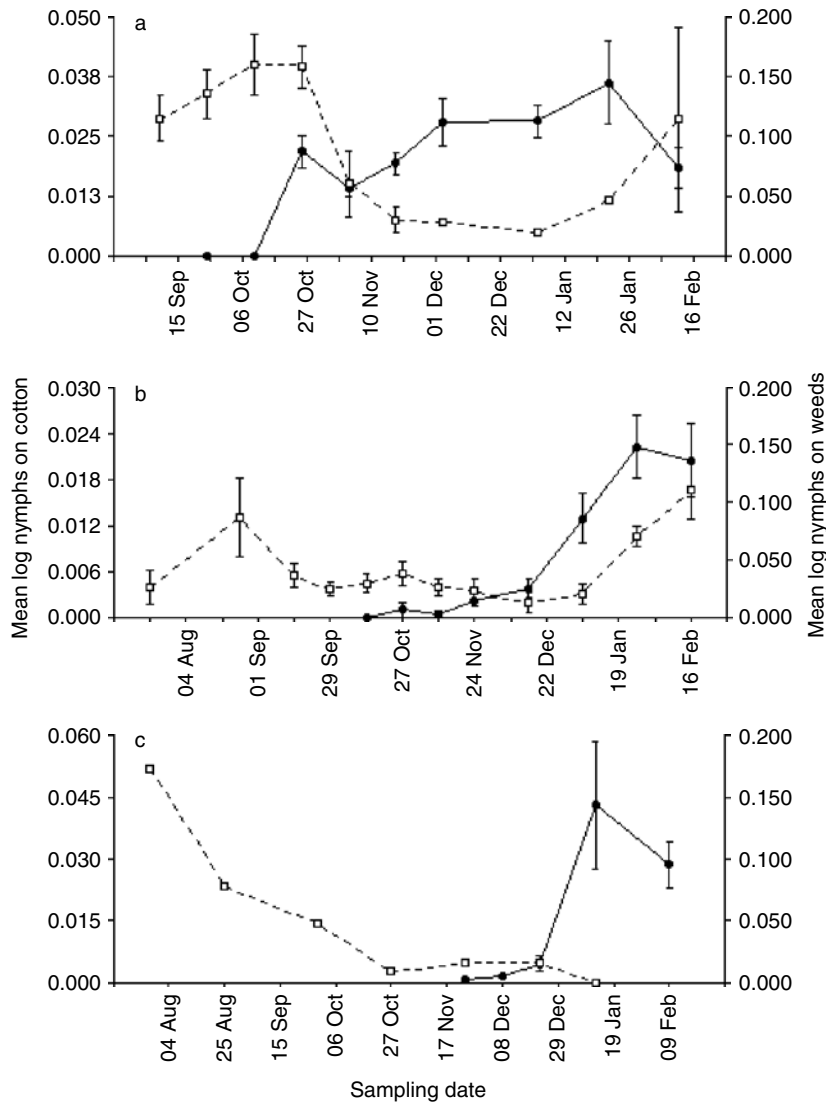 a
0.050
0.038
0.025
0.013
0.000
0.200
0.150
0.100
0.050
0.000
15 Sep
06 Oct
27 Oct
10 Nov
01 Dec
22 Dec
12 Jan
26 Jan
16 Feb
Mean log nymphs on cotton
Mean log nymphs on weeds
b
0.030
0.024
0.018
0.012
0.006
0.000
0.200
0.150
0.100
0.050
0.000
04 Aug
01 Sep
29 Sep
27 Oct
24 Nov
22 Dec
19 Jan
16 Feb
c
0.060
0.045
0.030
0.015
0.000
0.200
0.150
0.100
0.050
0.000
04 Aug
25 Aug
15 Sep
06 Oct
27 Oct
17 Nov
08 Dec
29 Dec
19 Jan
09 Feb
Sampling date